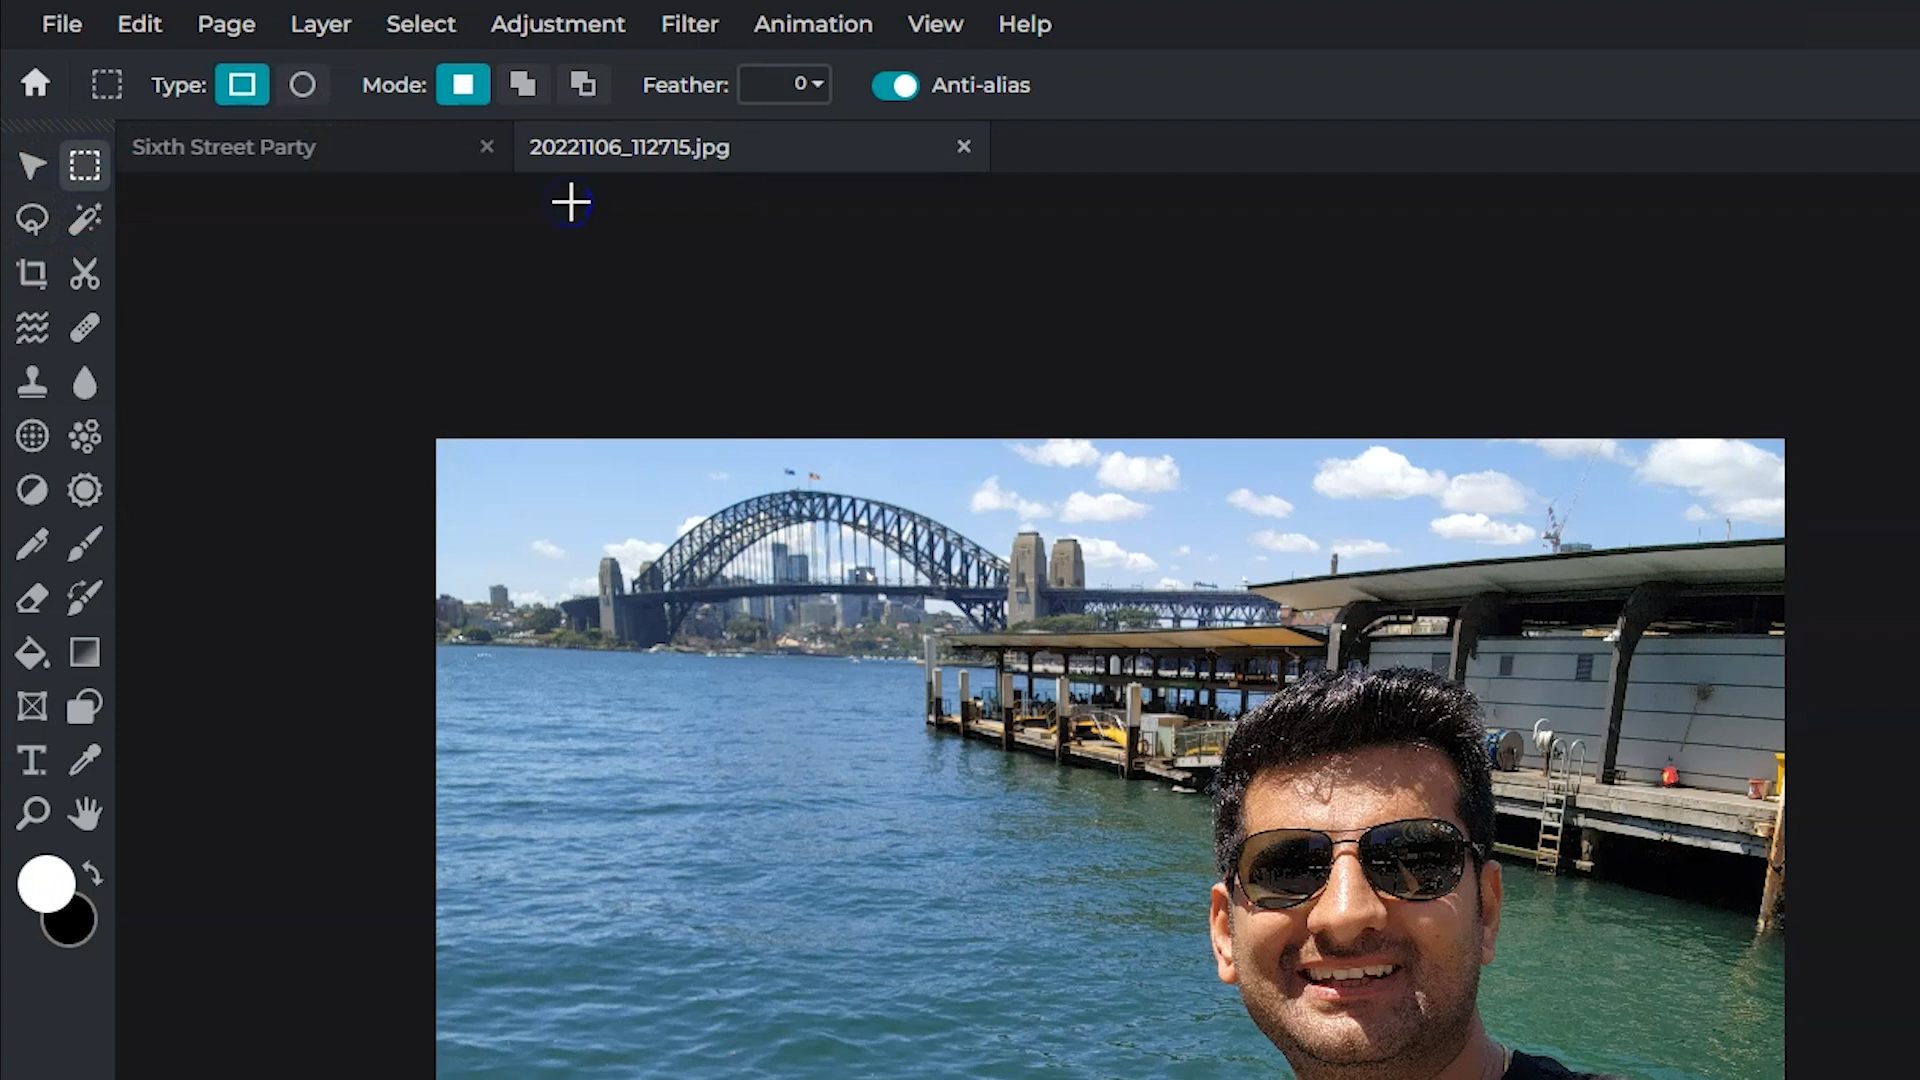 File Edit Page Layer Select Adjustment Filter Animation View Help
Type: Mode: Feather: 0 Anti-alias
Sixth Street Party 20221106_112715.jpg